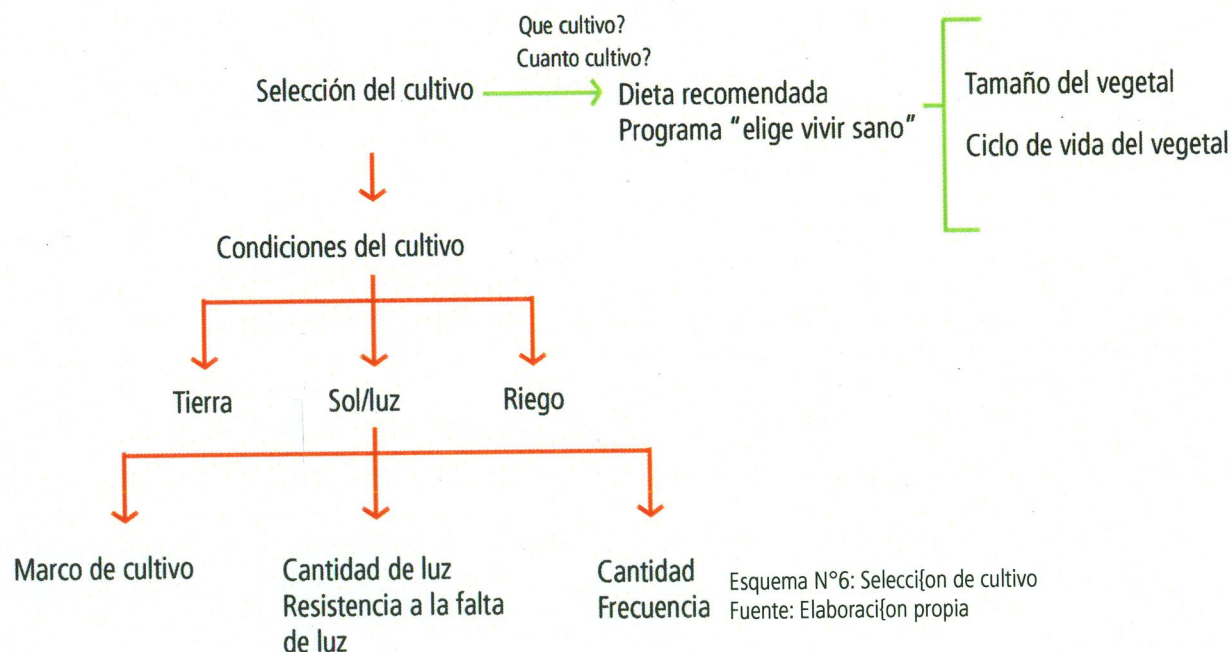 Que cultivo?
Cuanto cultivo?
Selección del cultivo
Dieta recomendada
Programa "elige vivir sano"
Tamaño del vegetal
Ciclo de vida del vegetal
Condiciones del cultivo
Tierra
Sol/luz
Riego
Marco de cultivo
Cantidad de luz
Resistencia a la falta
de luz
Cantidad
Frecuencia
Esquema N°6: Selecci{on de cultivo
Fuente: Elaboraci{on propia